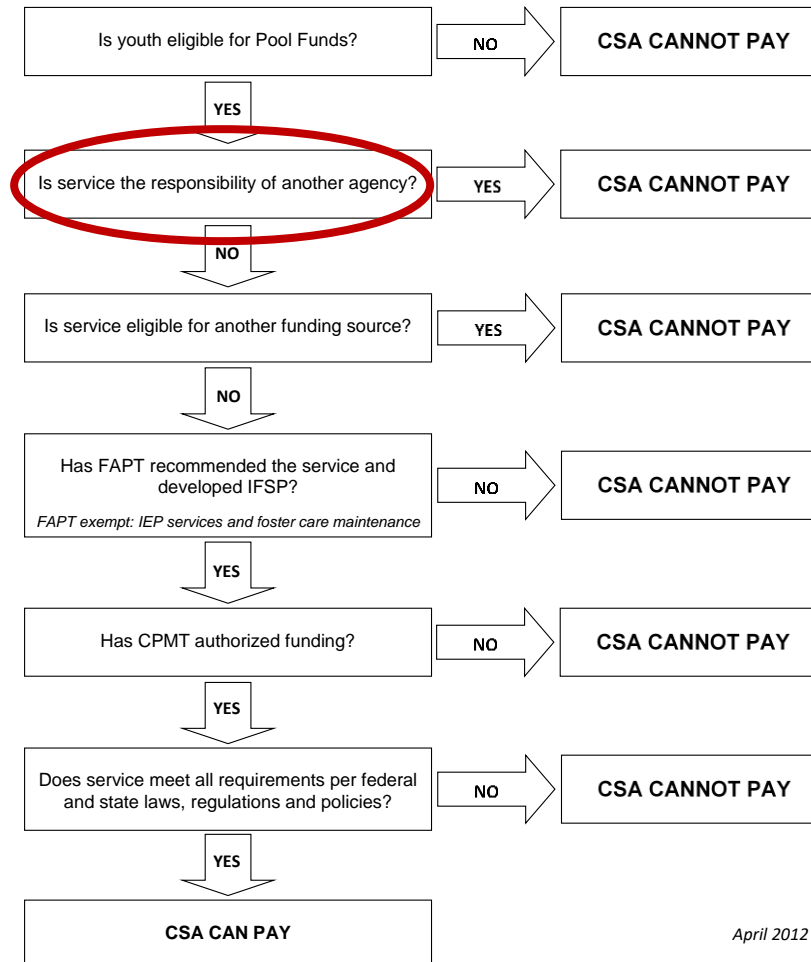 Is youth eligible for Pool Funds?
NO
CSA CANNOT PAY
YES
Is service the responsibility of another agency?
YES
CSA CANNOT PAY
NO
Is service eligible for another funding source?
YES
CSA CANNOT PAY
NO
Has FAPT recommended the service and
developed IFSP?
FAPT exempt: IEP services and foster care maintenance
NO
CSA CANNOT PAY
YES
Has CPMT authorized funding?
NO
CSA CANNOT PAY
YES
Does service meet all requirements per federal
and state laws, regulations and policies?
NO
CSA CANNOT PAY
YES
CSA CAN PAY
April 2012